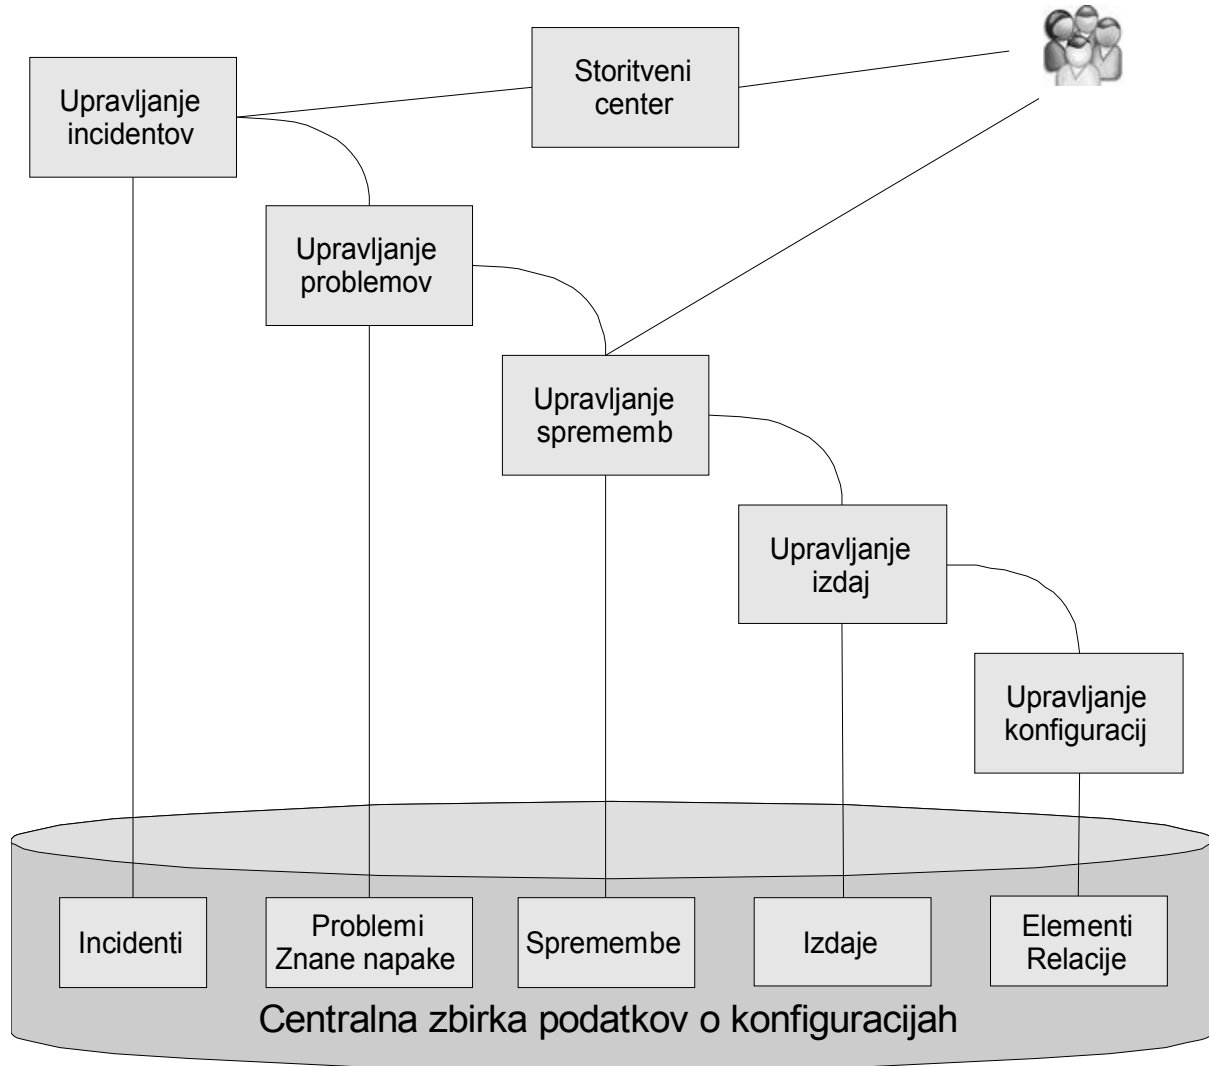 Storitveni
center
Upravljanje
incidentov
Upravljanje
problemov
Upravljanje
sprememb
Upravljanje
izdaj
Upravljanje
konfiguracij
Incidenti
Problemi
Znane napake
Spremembe
Izdaje
Elementi
Relacije
Centralna zbirka podatkov o konfiguracijah